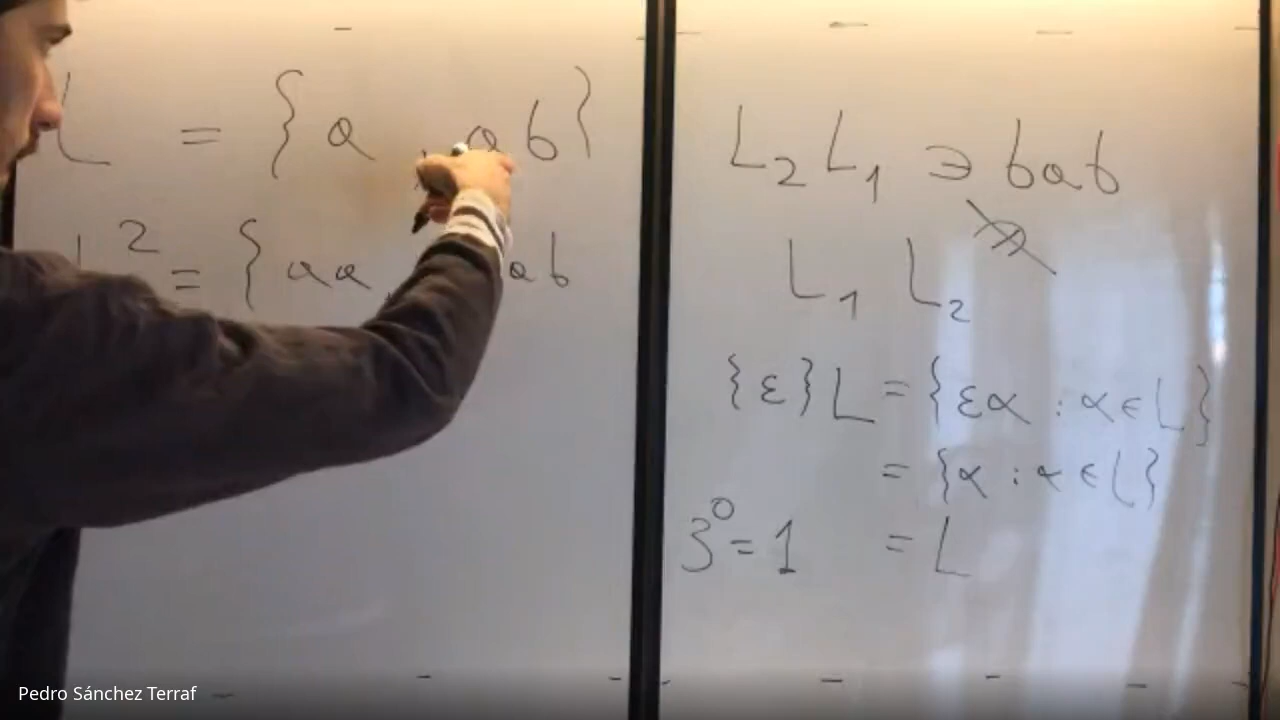 L = {a , ab}
L² = {aa, ab
L₂ L₁ ∋ bab
L₁ L₂
{ε}L = {εα : α ∈ L}
= {α : α ∈ L}
3⁰ = 1 = L
Pedro Sánchez Terraf